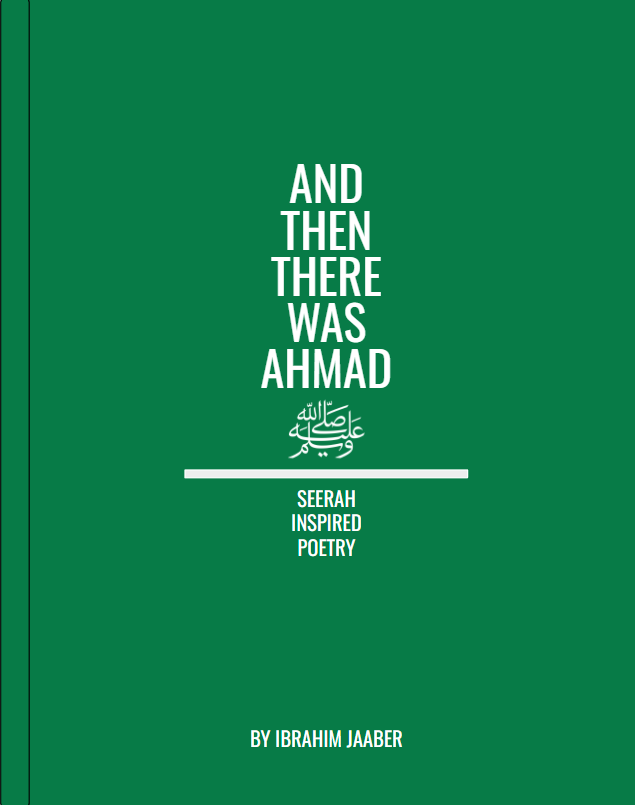 AND
THEN
THERE
WAS
AHMAD
صلى الله عليه وسلم
SEERAH
INSPIRED
POETRY
BY IBRAHIM JAABER